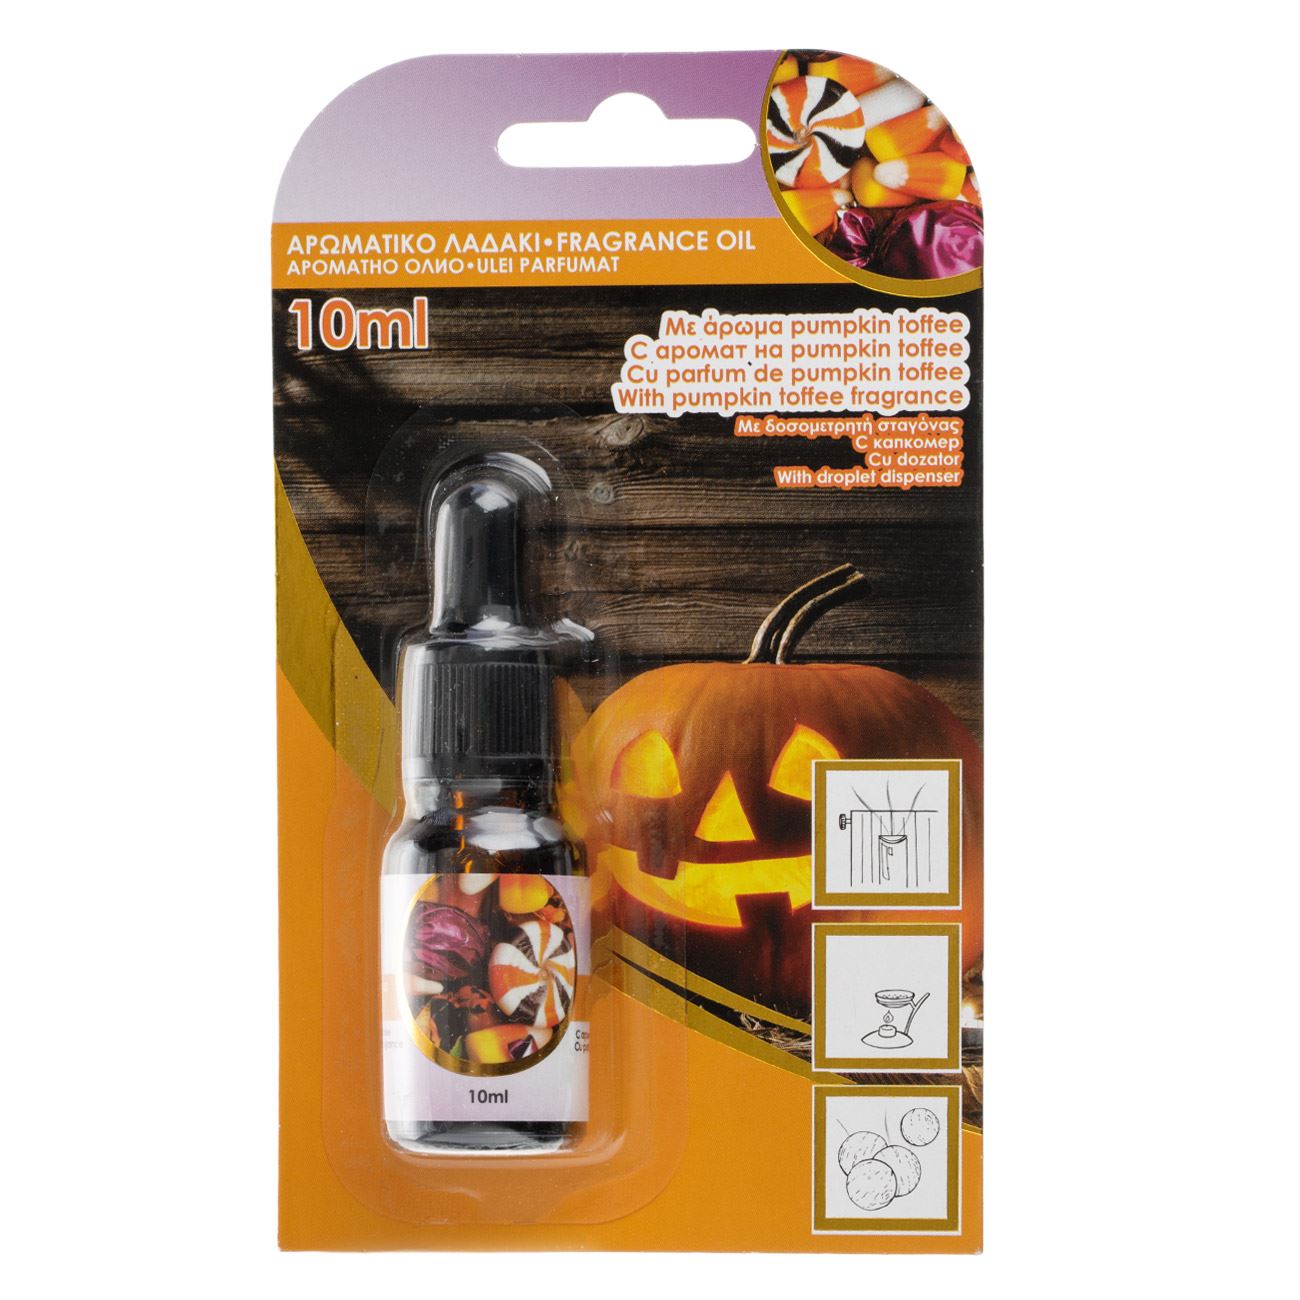 ΑΡΩΜΑΤΙΚΟ ΛΑΔΑΚΙ•FRAGRANCE OIL
АРОМАТНО ОЛИО•ULEI PARFUMAT
10ml
Με άρωμα pumpkin toffee
С аромат на pumpkin toffee
Cu parfum de pumpkin toffee
With pumpkin toffee fragrance
Με δοσομετρητή σταγόνας
С капкомер
Cu dozator
With droplet dispenser
10ml